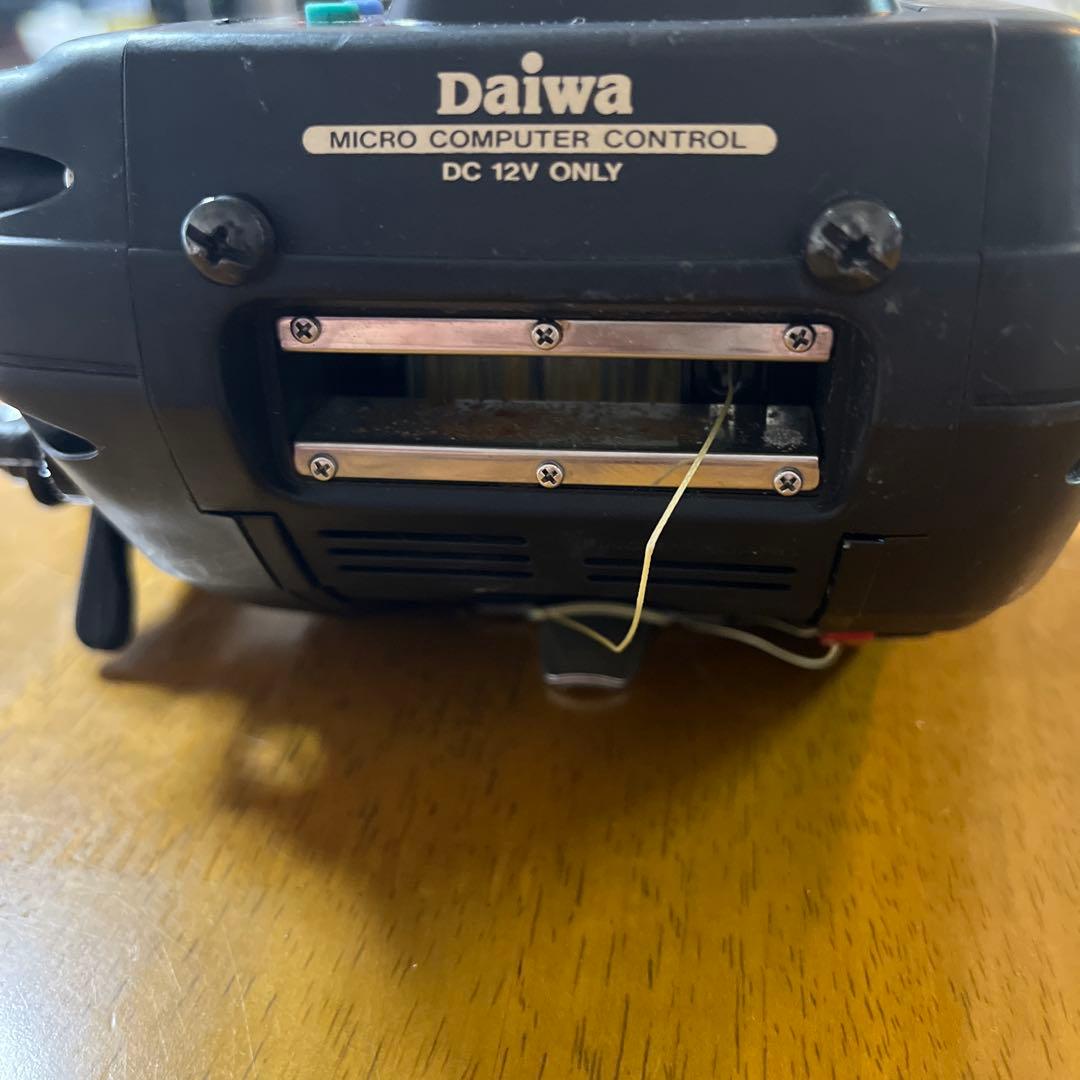 Daiwa
MICRO COMPUTER CONTROL
DC 12V ONLY